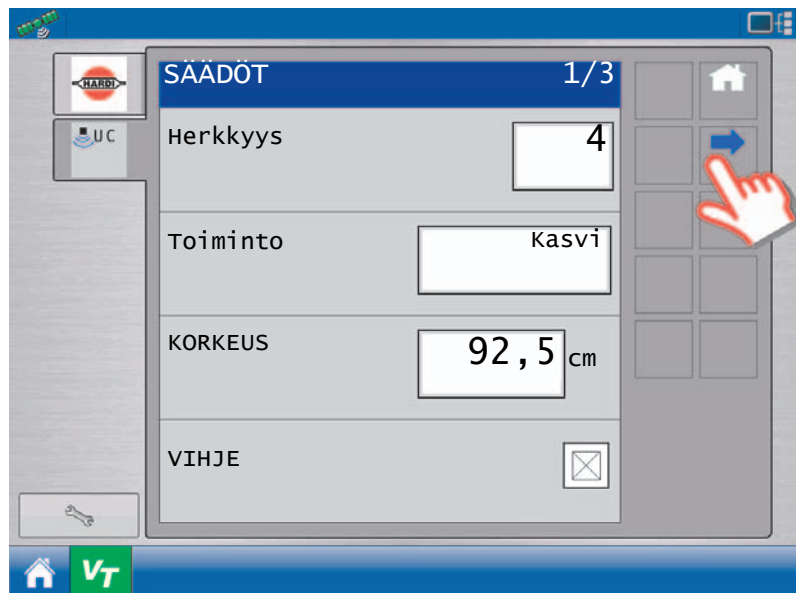 HARDI
SÄÄDÖT 1/3
UC
Herkkyys 4
Toiminto Kasvi
KORKEUS 92,5 cm
VIHJE
VT